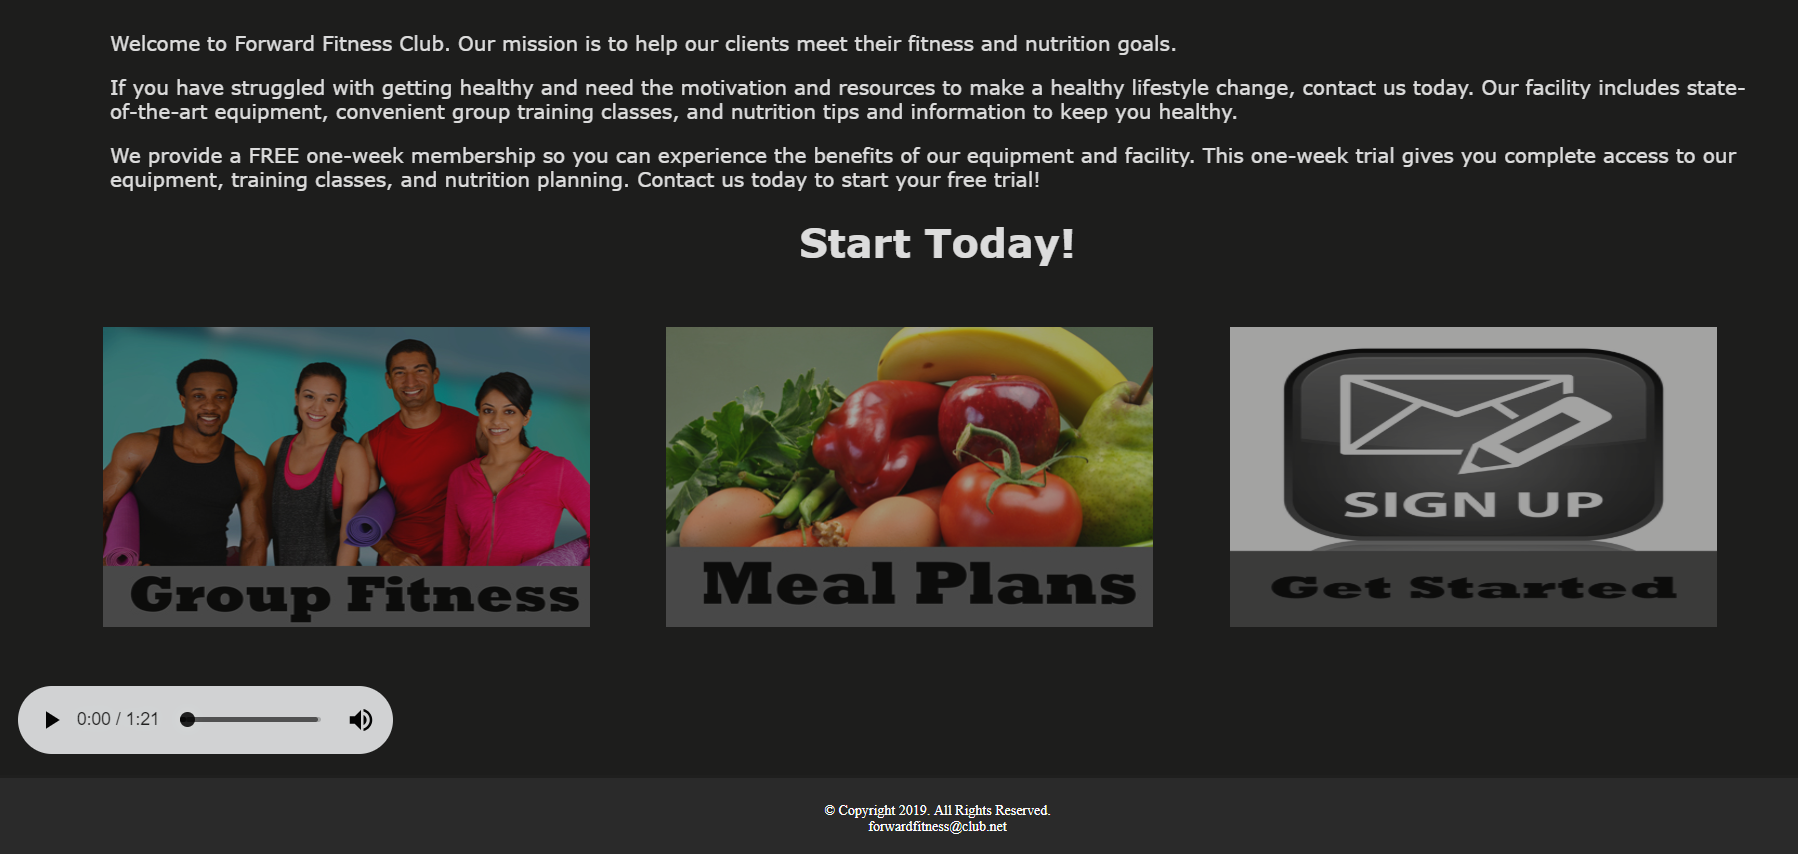 Welcome to Forward Fitness Club. Our mission is to help our clients meet their fitness and nutrition goals.
If you have struggled with getting healthy and need the motivation and resources to make a healthy lifestyle change, contact us today. Our facility includes state-
of-the-art equipment, convenient group training classes, and nutrition tips and information to keep you healthy.
We provide a FREE one-week membership so you can experience the benefits of our equipment and facility. This one-week trial gives you complete access to our
equipment, training classes, and nutrition planning. Contact us today to start your free trial!
Start Today!
Group Fitness
Meal Plans
SIGN UP
Get Started
0:00 / 1:21
© Copyright 2019. All Rights Reserved.
forwardfitness@club.net